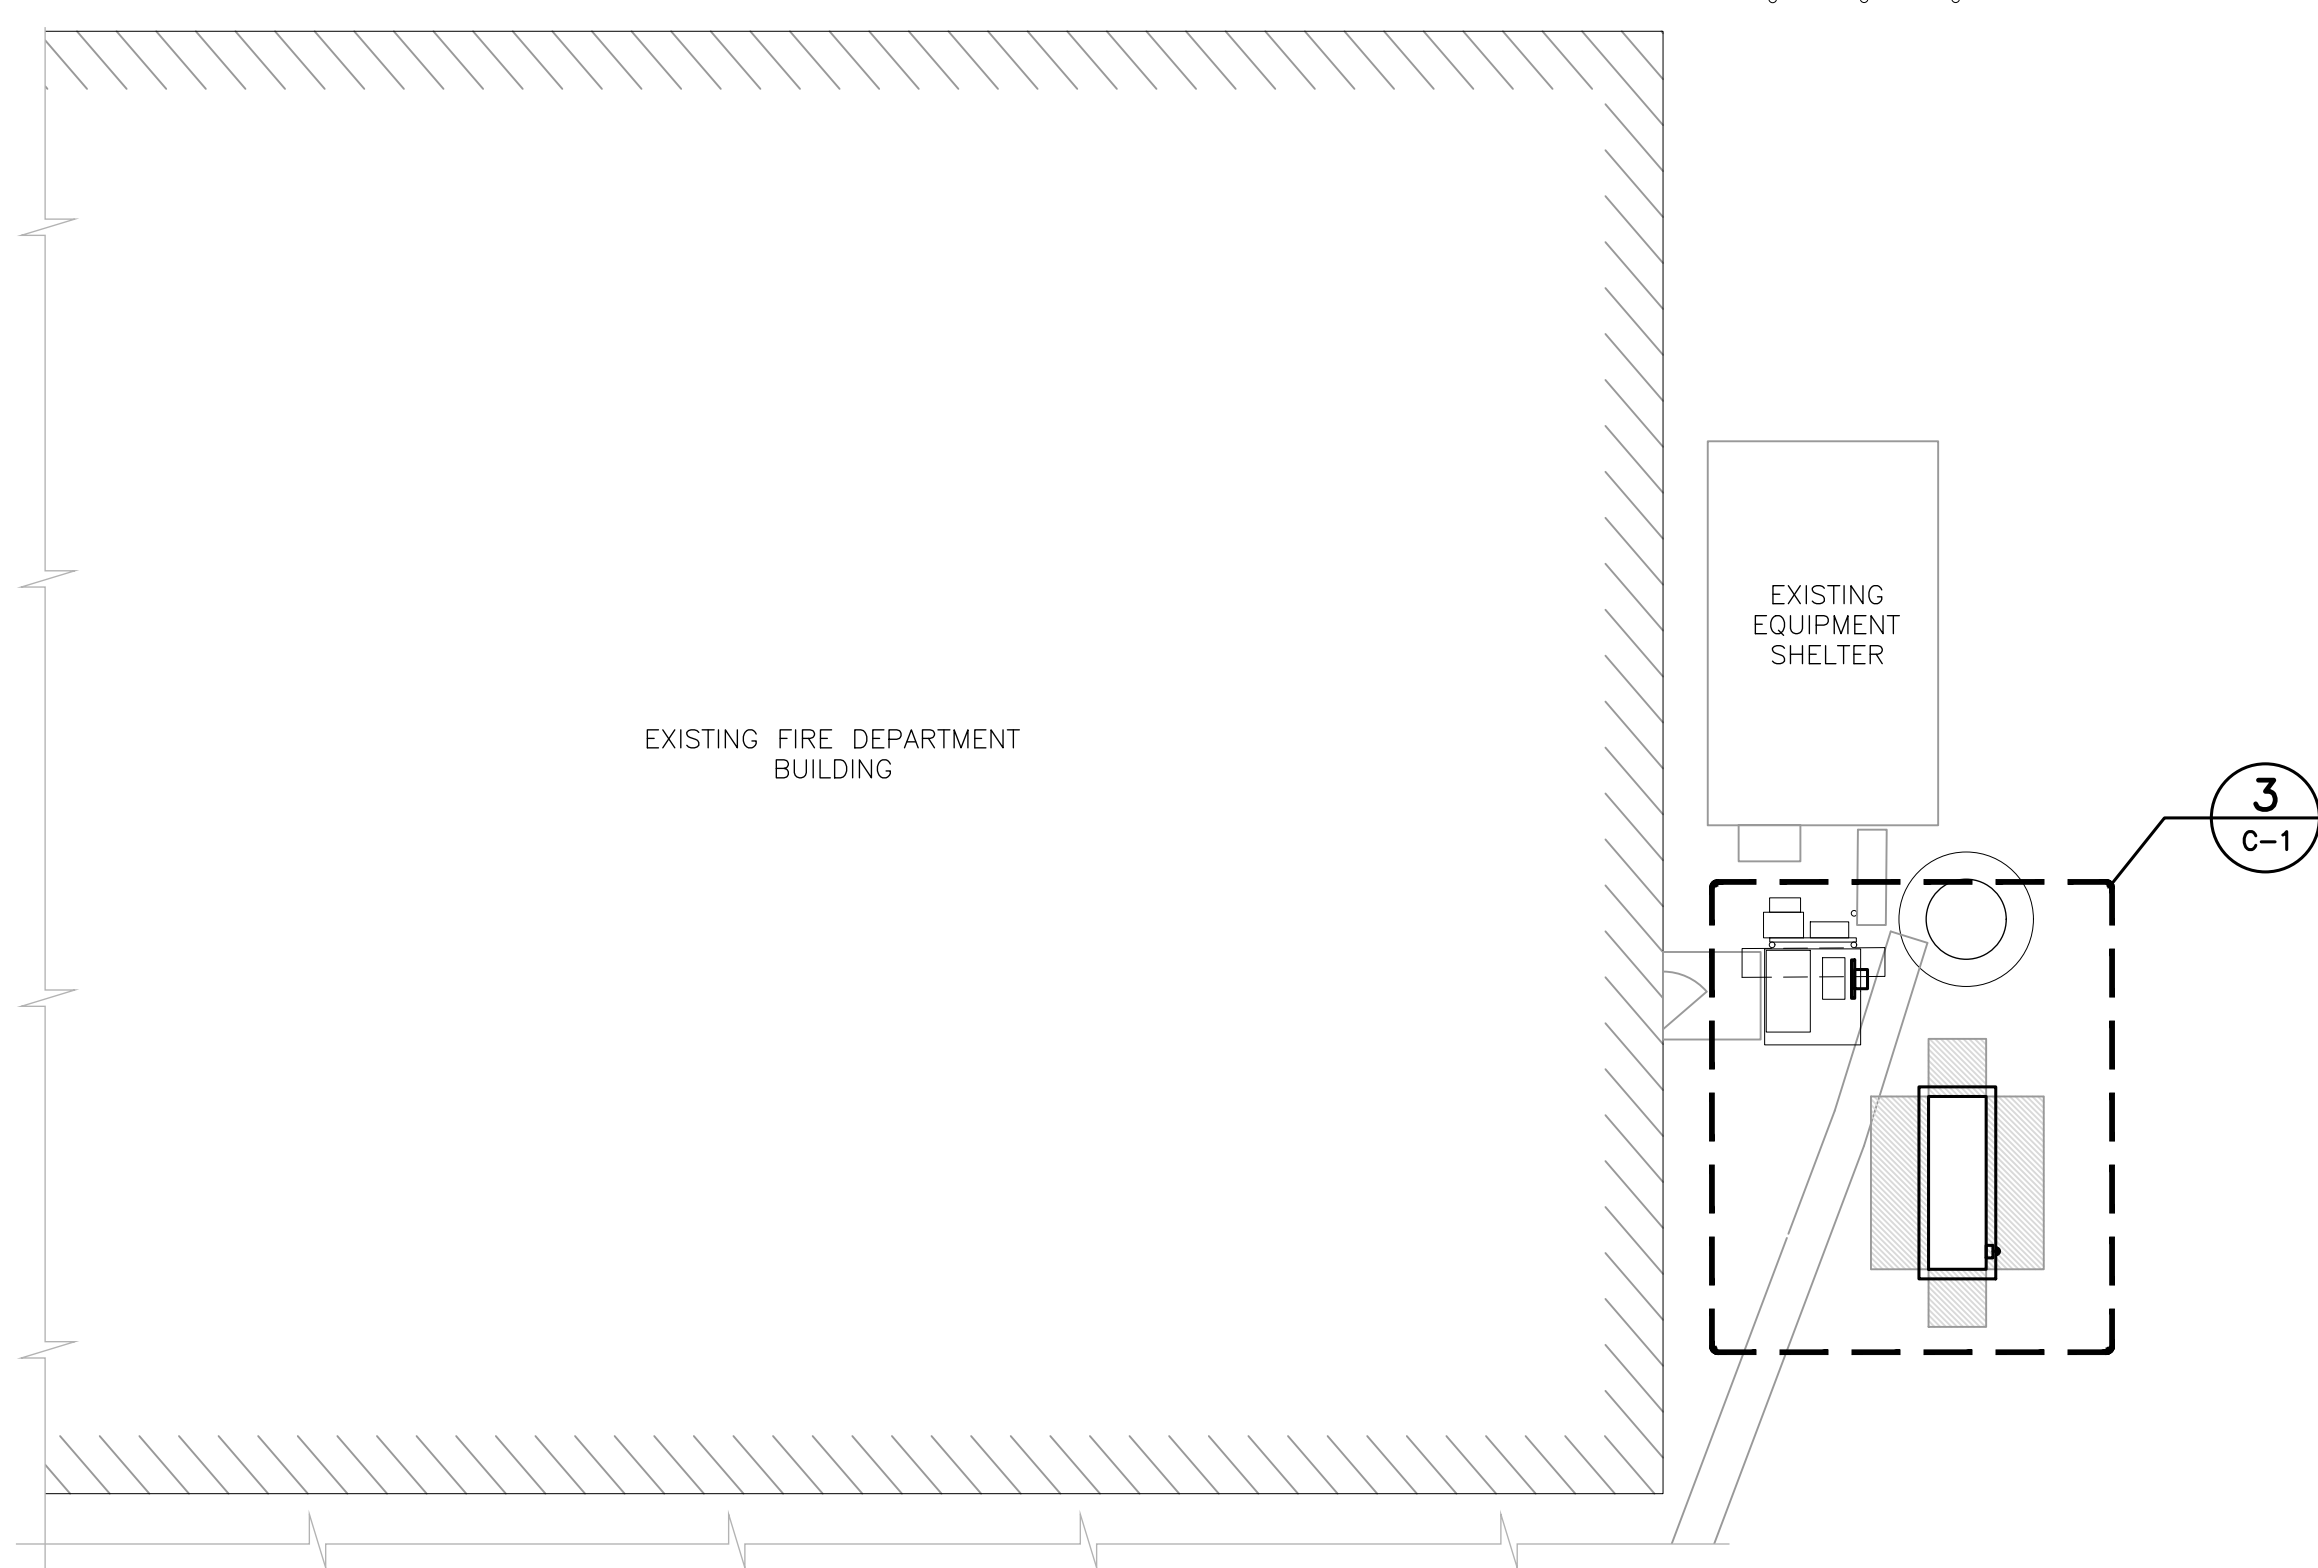 EXISTING
EQUIPMENT
SHELTER
EXISTING FIRE DEPARTMENT
BUILDING
3
C-1